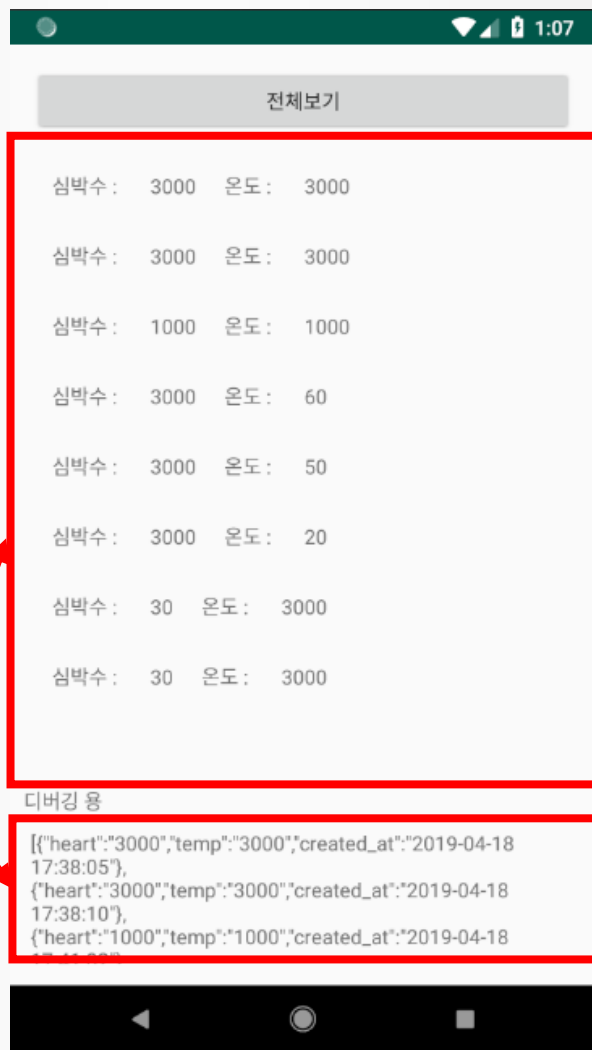 1:07
전체보기
심박수 : 3000 온도 : 3000
심박수 : 3000 온도 : 3000
심박수 : 1000 온도 : 1000
심박수 : 3000 온도 : 60
심박수 : 3000 온도 : 50
심박수 : 3000 온도 : 20
심박수 : 30 온도 : 3000
심박수 : 30 온도 : 3000
디버깅 용
[{"heart":"3000","temp":"3000","created_at":"2019-04-18
17:38:05"},
{"heart":"3000","temp":"3000","created_at":"2019-04-18
17:38:10"},
{"heart":"1000","temp":"1000","created_at":"2019-04-18